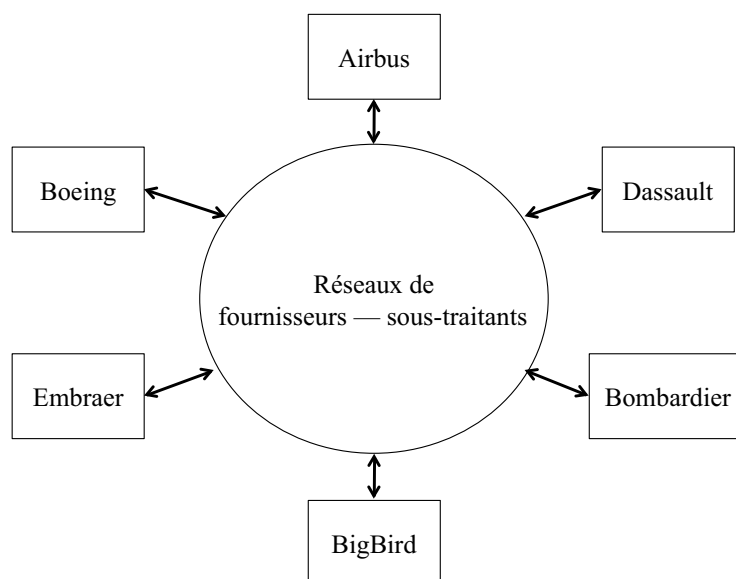 Airbus
Boeing
Dassault
Réseaux de
fournisseurs — sous-traitants
Embraer
Bombardier
BigBird